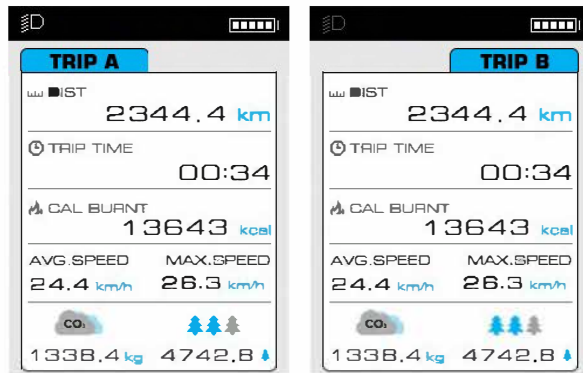 TRIP A
DIST
2344.4 km
TRIP TIME
00:34
CAL BURNT
13643 kcal
AVG.SPEED MAX.SPEED
24.4 km/h 26.3 km/h
CO₂
1338.4 kg 4742.8
TRIP B
DIST
2344.4 km
TRIP TIME
00:34
CAL BURNT
13643 kcal
AVG.SPEED MAX.SPEED
24.4 km/h 26.3 km/h
CO₂
1338.4 kg 4742.8